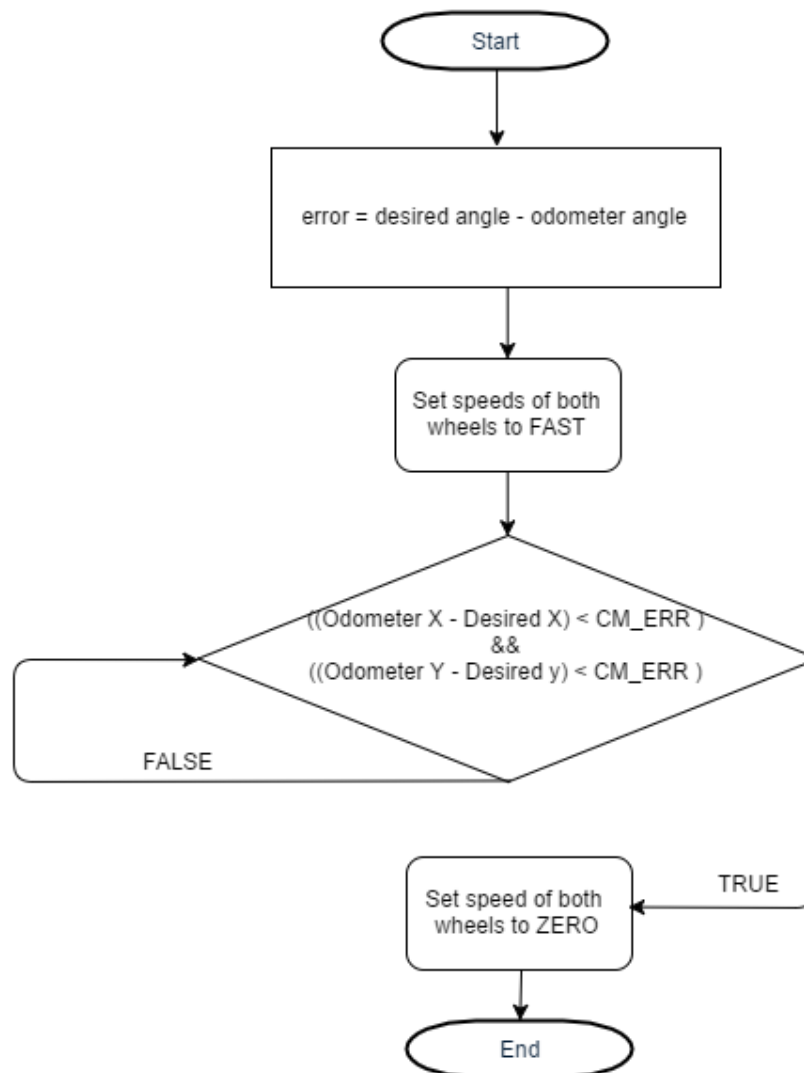 Start
error = desired angle - odometer angle
Set speeds of both
wheels to FAST
((Odometer X - Desired X) < CM_ERR )
&&
((Odometer Y - Desired y) < CM_ERR )
FALSE
TRUE
Set speed of both
wheels to ZERO
End